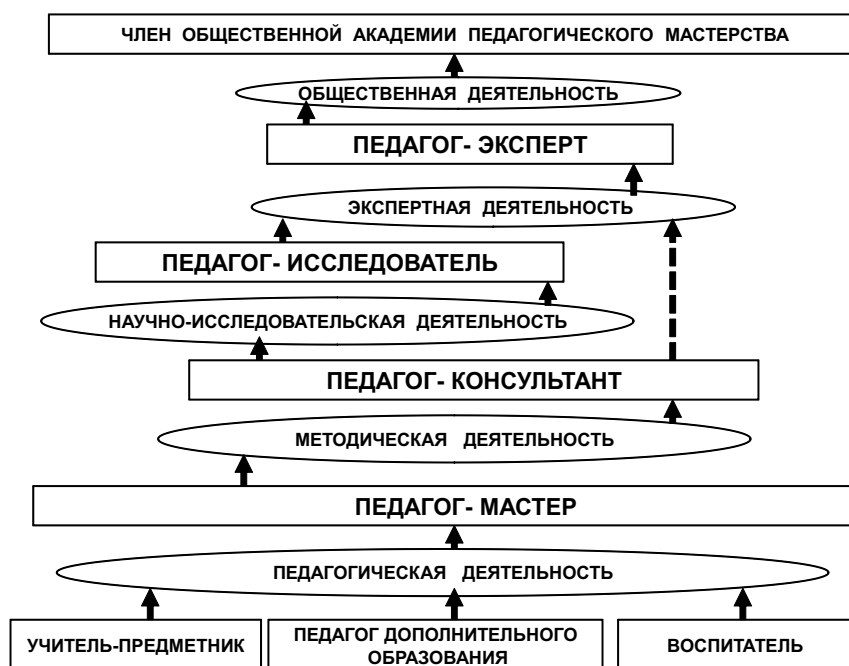 ЧЛЕН ОБЩЕСТВЕННОЙ АКАДЕМИИ ПЕДАГОГИЧЕСКОГО МАСТЕРСТВА
ОБЩЕСТВЕННАЯ ДЕЯТЕЛЬНОСТЬ
ПЕДАГОГ- ЭКСПЕРТ
ЭКСПЕРТНАЯ ДЕЯТЕЛЬНОСТЬ
ПЕДАГОГ- ИССЛЕДОВАТЕЛЬ
НАУЧНО-ИССЛЕДОВАТЕЛЬСКАЯ ДЕЯТЕЛЬНОСТЬ
ПЕДАГОГ- КОНСУЛЬТАНТ
МЕТОДИЧЕСКАЯ ДЕЯТЕЛЬНОСТЬ
ПЕДАГОГ- МАСТЕР
ПЕДАГОГИЧЕСКАЯ ДЕЯТЕЛЬНОСТЬ
УЧИТЕЛЬ-ПРЕДМЕТНИК
ПЕДАГОГ ДОПОЛНИТЕЛЬНОГО
ОБРАЗОВАНИЯ
ВОСПИТАТЕЛЬ